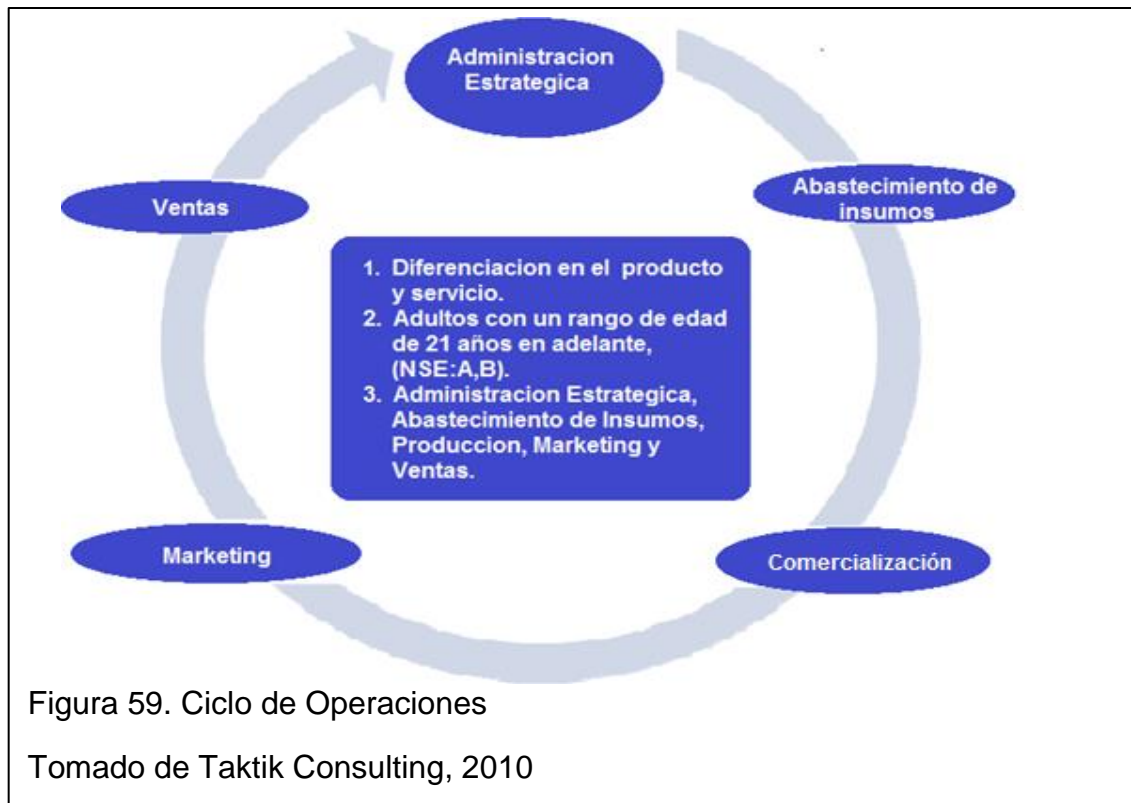 Administracion
Estrategica
Abastecimiento de
insumos
Ventas
1. Diferenciacion en el producto
y servicio.
2. Adultos con un rango de edad
de 21 años en adelante,
(NSE:A,B).
3. Administracion Estrategica,
Abastecimiento de Insumos,
Produccion, Marketing y
Ventas.
Marketing
Comercialización
Figura 59. Ciclo de Operaciones
Tomado de Taktik Consulting, 2010